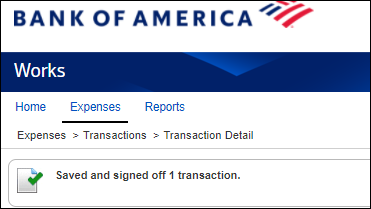 BANK OF AMERICA
Works
Home Expenses Reports
Expenses > Transactions > Transaction Detail
Saved and signed off 1 transaction.